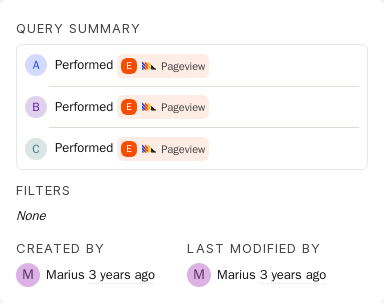 QUERY SUMMARY
A Performed E Pageview
B Performed E Pageview
C Performed E Pageview
FILTERS
None
CREATED BY LAST MODIFIED BY
M Marius 3 years ago M Marius 3 years ago